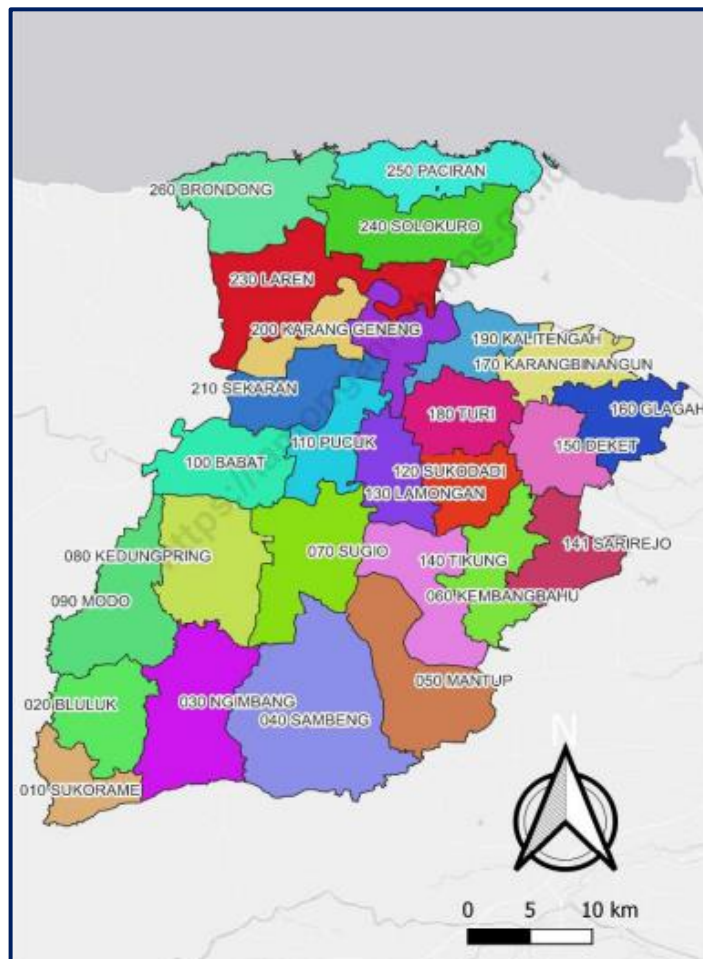 250 PACIRAN
260 BRONDONG
240 SOLOKURO
230 LAREN
200 KARANG GENENG
190 KALITENGAH
170 KARANGBINANGUN
210 SEKARAN
180 TURI
160 GLAGAH
110 PUCUK
150 DEKET
100 BABAT
120 SUKODADI
130 LAMONGAN
080 KEDUNGPRING
070 SUGIO
140 TIKUNG
141 SARIREJO
090 MODO
060 KEMBANGBAHU
050 MANTUP
020 BLULUK
030 NGIMBANG
040 SAMBENG
010 SUKORAME
N
0 5 10 km